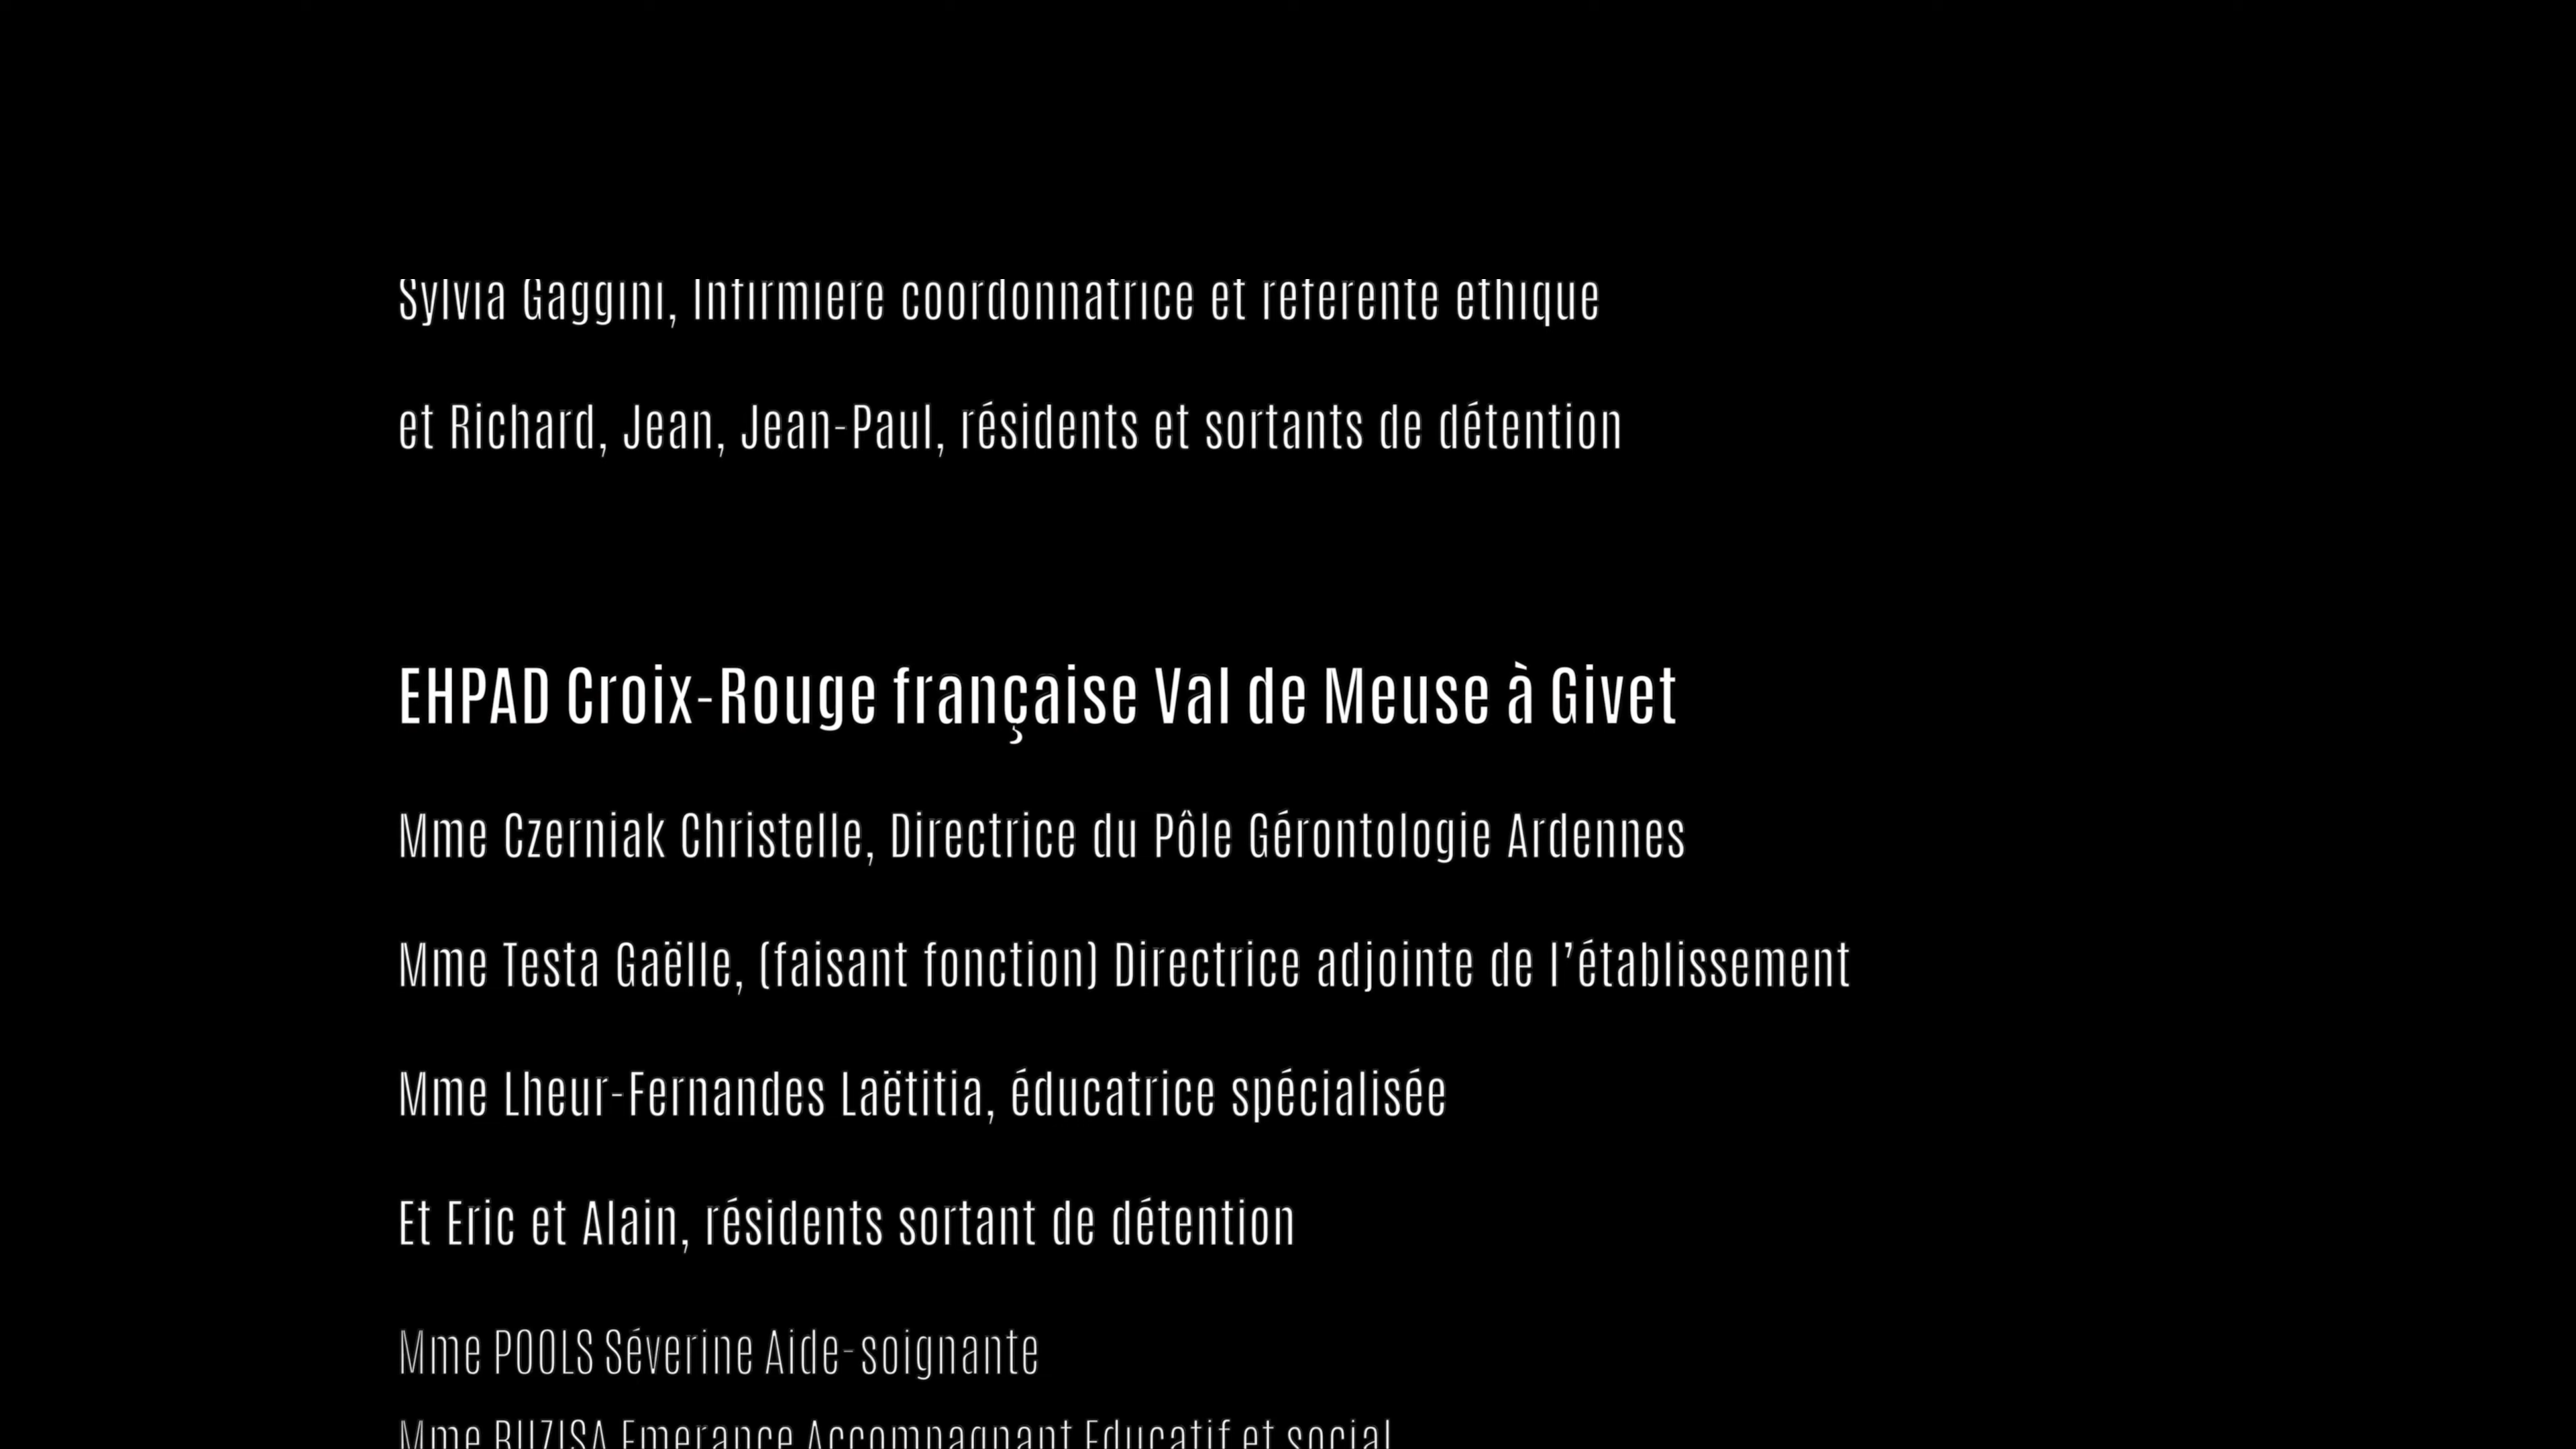 Sylvia Gaggini, Infirmière coordonnatrice et référente éthique
et Richard, Jean, Jean-Paul, résidents et sortants de détention
EHPAD Croix-Rouge française Val de Meuse à Givet
Mme Czerniak Christelle, Directrice du Pôle Gérontologie Ardennes
Mme Testa Gaëlle, (faisant fonction) Directrice adjointe de l’établissement
Mme Lheur-Fernandes Laëtitia, éducatrice spécialisée
Et Eric et Alain, résidents sortant de détention
Mme POOLS Séverine Aide-soignante
Mme Emerance Accompagnant Educatif et social